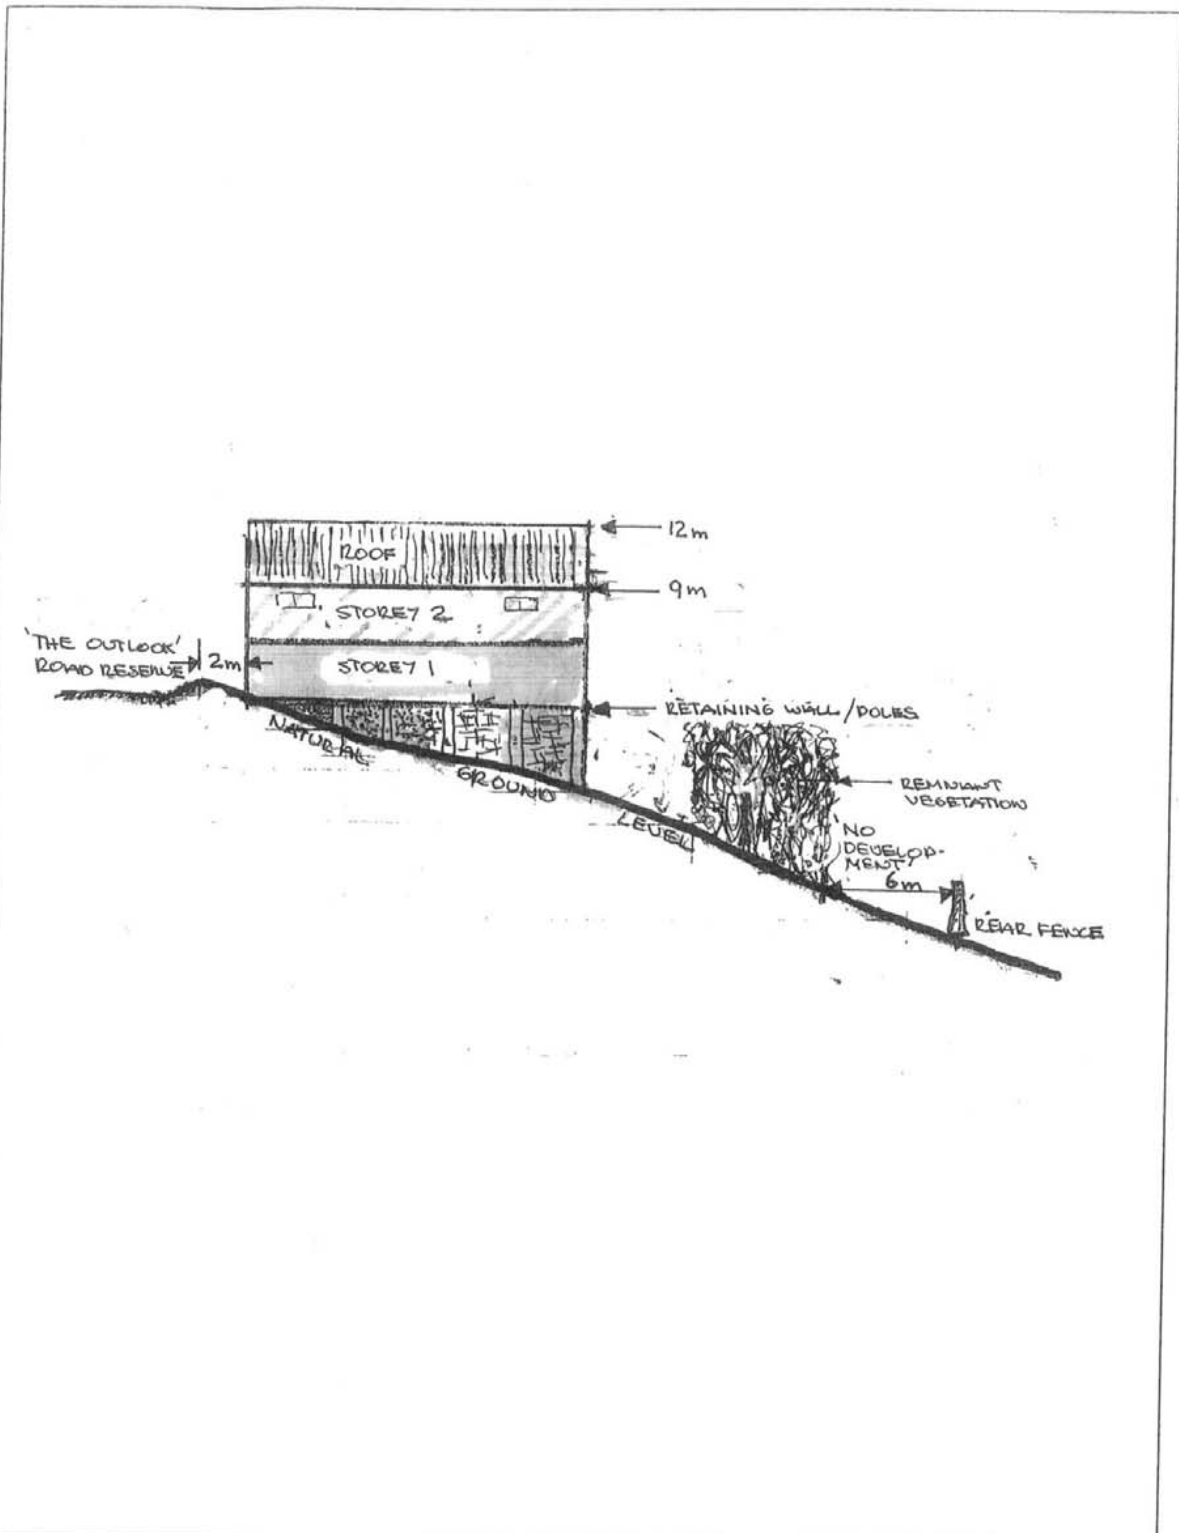 12m
ROOF
9m
STOREY 2
'THE OUTLOOK'
ROAD RESERVE
2m
STOREY 1
RETAINING WALL/POLES
NATURAL
GROUND
LEVEL
REMNANT
VEGETATION
'NO
DEVELOP-
MENT'
6m
REAR FENCE